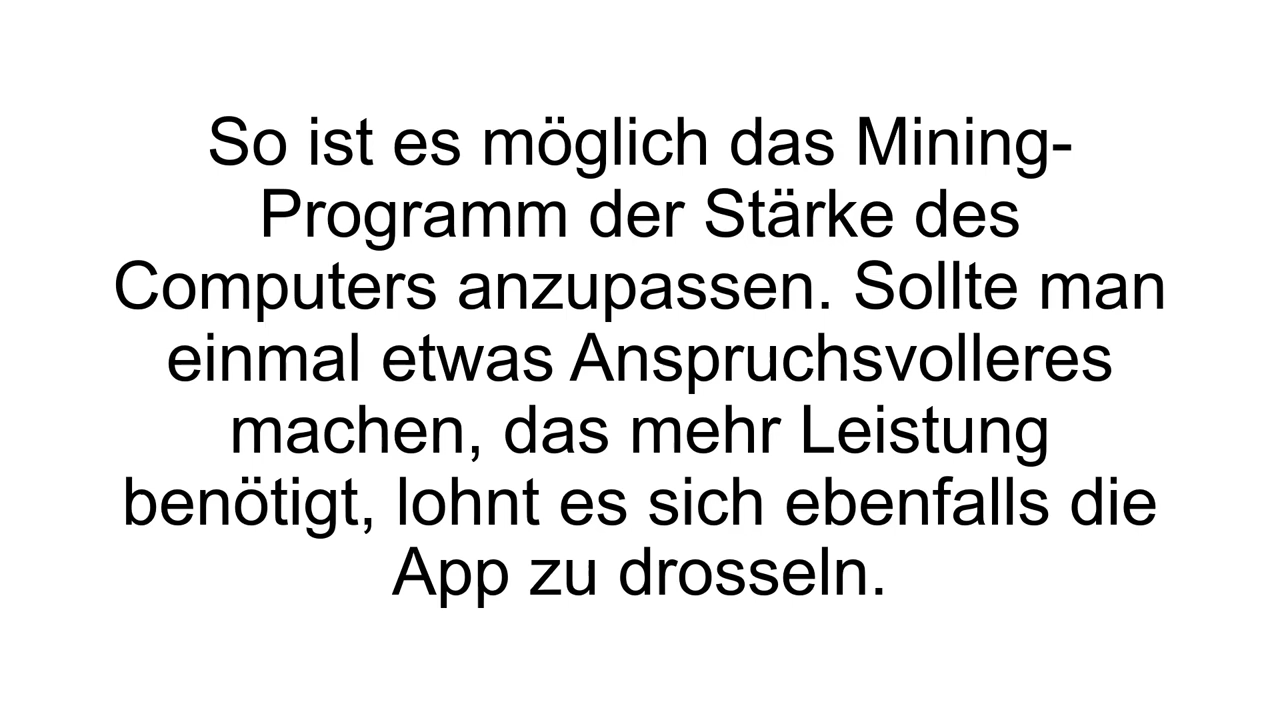 So ist es möglich das Mining-
Programm der Stärke des
Computers anzupassen. Sollte man
einmal etwas Anspruchsvolleres
machen, das mehr Leistung
benötigt, lohnt es sich ebenfalls die
App zu drosseln.